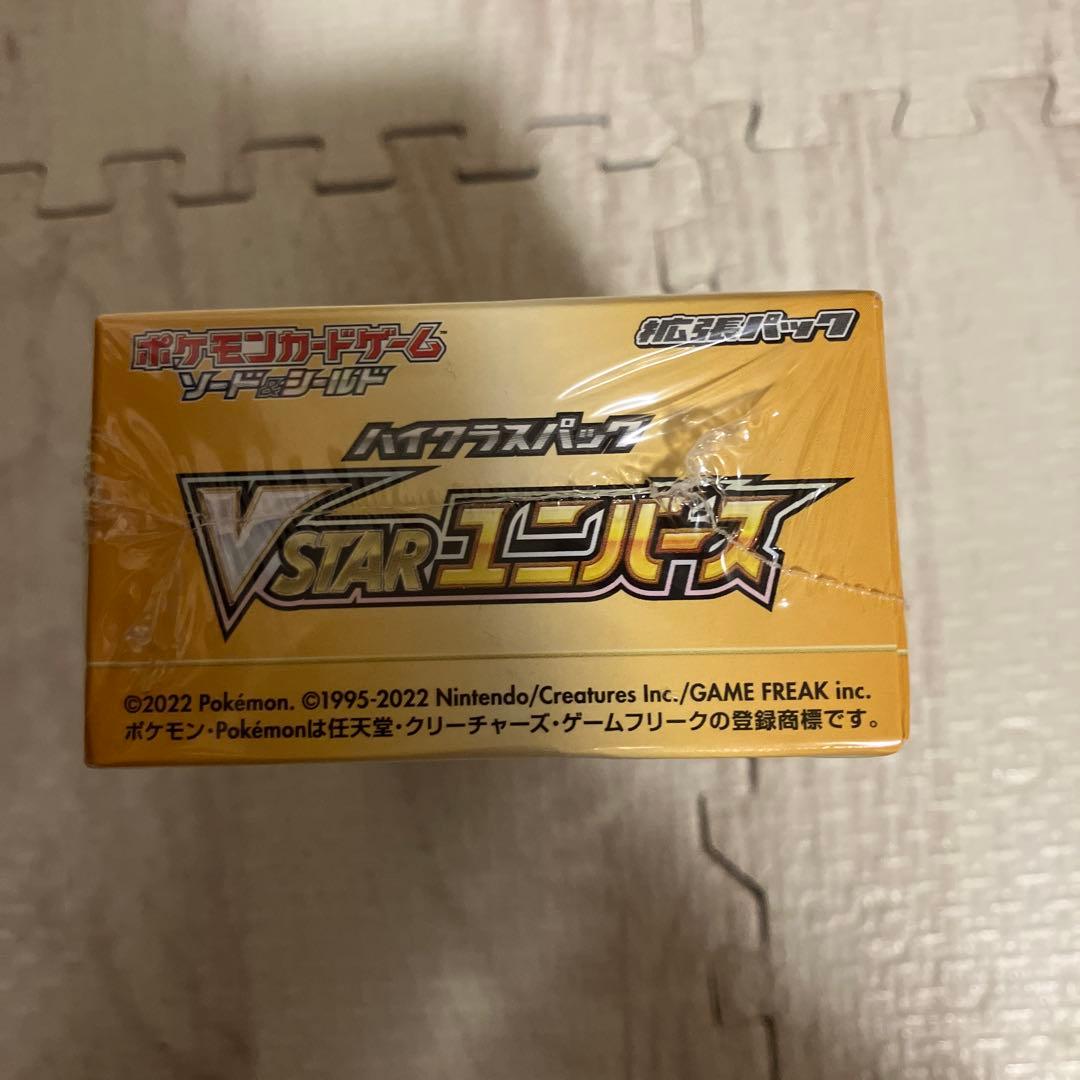 ポケモンカードゲーム™
ソード&シールド
拡張パック
ハイクラスパック
VSTARユニバース
©2022 Pokémon. ©1995-2022 Nintendo/Creatures Inc./GAME FREAK inc.
ポケモン・Pokémonは任天堂・クリーチャーズ・ゲームフリークの登録商標です。